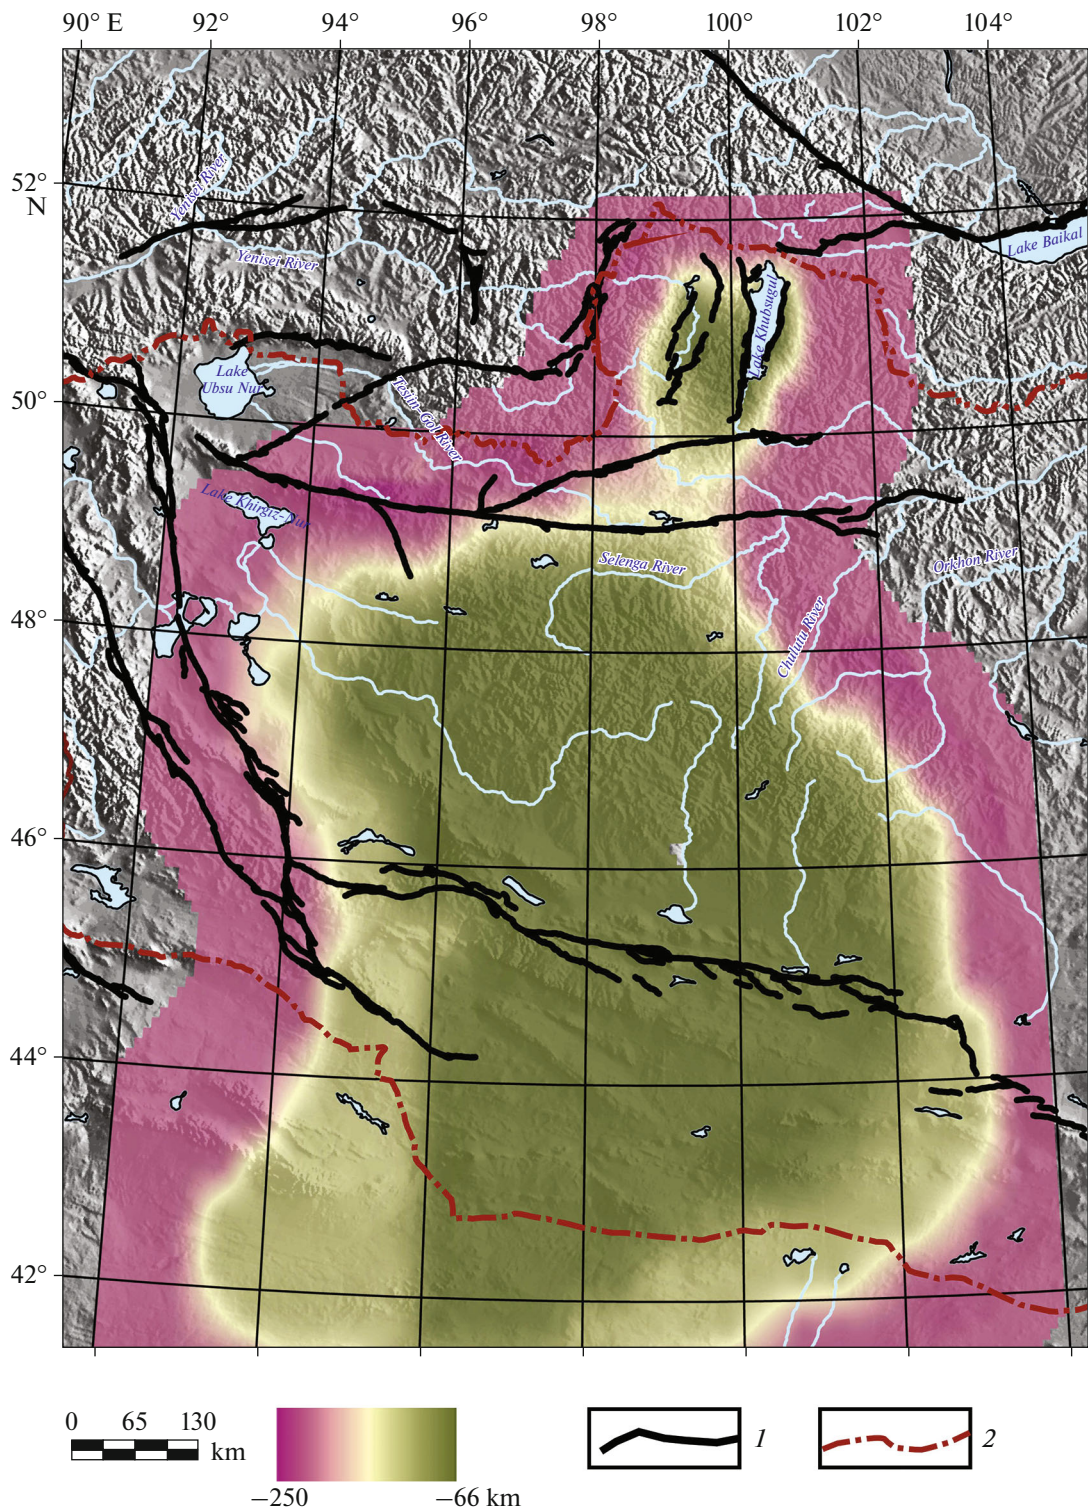 90° E 92° 94° 96° 98° 100° 102° 104°
52°
N
50°
48°
46°
44°
42°
Yenisei River
Yenisei River
Lake Baikal
Lake Khubsugul
Lake
Ubsu Nur
Tesiin-Gol River
Lake Khirgiz-Nur
Selenga River
Orkhon River
Chulutu River
0 65 130
km
−250 −66 km
1
2